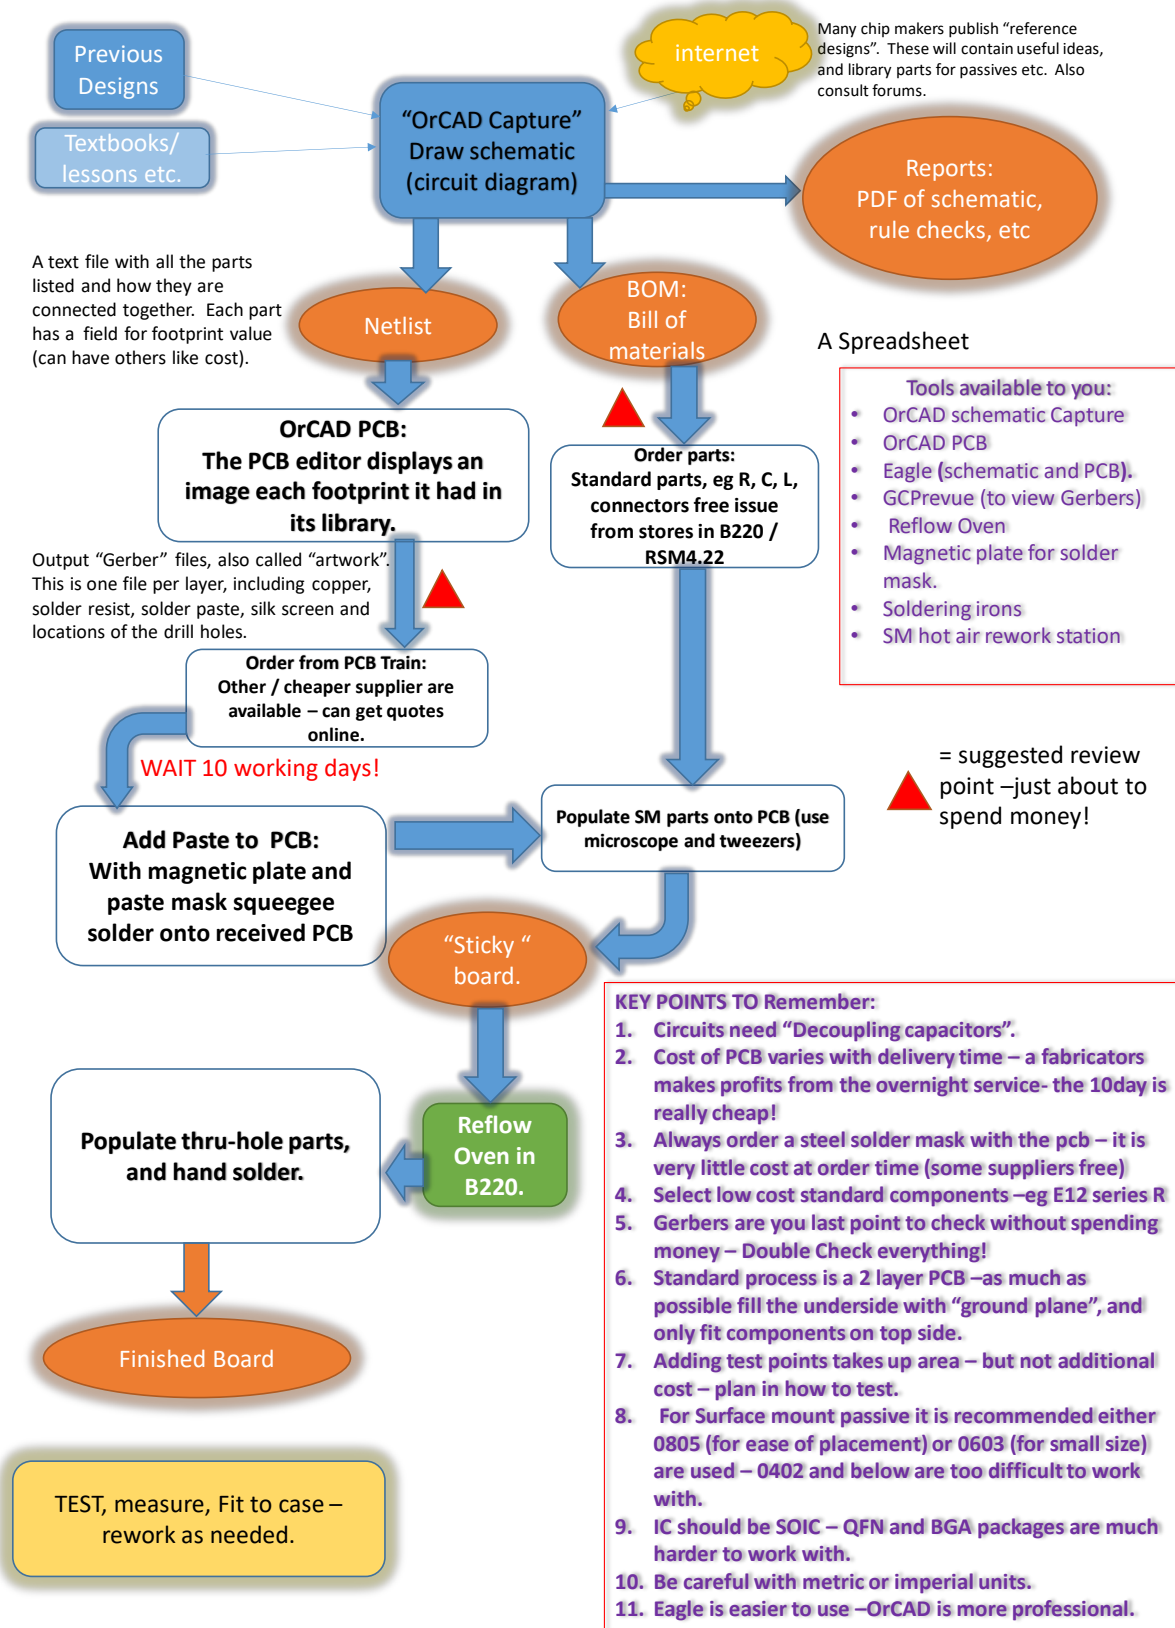 Previous
Designs
Textbooks/
lessons etc.
"OrCAD Capture"
Draw schematic
(circuit diagram)
internet
Many chip makers publish “reference
designs”.  These will contain useful ideas,
and library parts for passives etc.  Also
consult forums.
Reports:
PDF of schematic,
rule checks, etc
A text file with all the parts
listed and how they are
connected together.  Each part
has a  field for footprint value
(can have others like cost).
Netlist
BOM:
Bill of
materials
A Spreadsheet
OrCAD PCB:
The PCB editor displays an
image each footprint it had in
its library.
Order parts:
Standard parts, eg R, C, L,
connectors free issue
from stores in B220 /
RSM4.22
Tools available to you:
• OrCAD schematic Capture
• OrCAD PCB
• Eagle (schematic and PCB).
• GCPrevue (to view Gerbers)
• Reflow Oven
• Magnetic plate for solder
mask.
• Soldering irons
• SM hot air rework station
Output “Gerber” files, also called “artwork”.
This is one file per layer, including copper,
solder resist, solder paste, silk screen and
locations of the drill holes.
Order from PCB Train:
Other / cheaper supplier are
available – can get quotes
online.
WAIT 10 working days!
= suggested review
point –just about to
spend money!
Add Paste to  PCB:
With magnetic plate and
paste mask squeegee
solder onto received PCB
Populate SM parts onto PCB (use
microscope and tweezers)
“Sticky “
board.
Reflow
Oven in
B220.
Populate thru-hole parts,
and hand solder.
Finished Board
TEST, measure, Fit to case –
rework as needed.
KEY POINTS TO Remember:
1. Circuits need “Decoupling capacitors”.
2. Cost of PCB varies with delivery time – a fabricators
makes profits from the overnight service- the 10day is
really cheap!
3. Always order a steel solder mask with the pcb – it is
very little cost at order time (some suppliers free)
4. Select low cost standard components –eg E12 series R
5. Gerbers are you last point to check without spending
money – Double Check everything!
6. Standard process is a 2 layer PCB –as much as
possible fill the underside with “ground plane”, and
only fit components on top side.
7. Adding test points takes up area – but not additional
cost – plan in how to test.
8. For Surface mount passive it is recommended either
0805 (for ease of placement) or 0603 (for small size)
are used – 0402 and below are too difficult to work
with.
9. IC should be SOIC – QFN and BGA packages are much
harder to work with.
10. Be careful with metric or imperial units.
11. Eagle is easier to use –OrCAD is more professional.